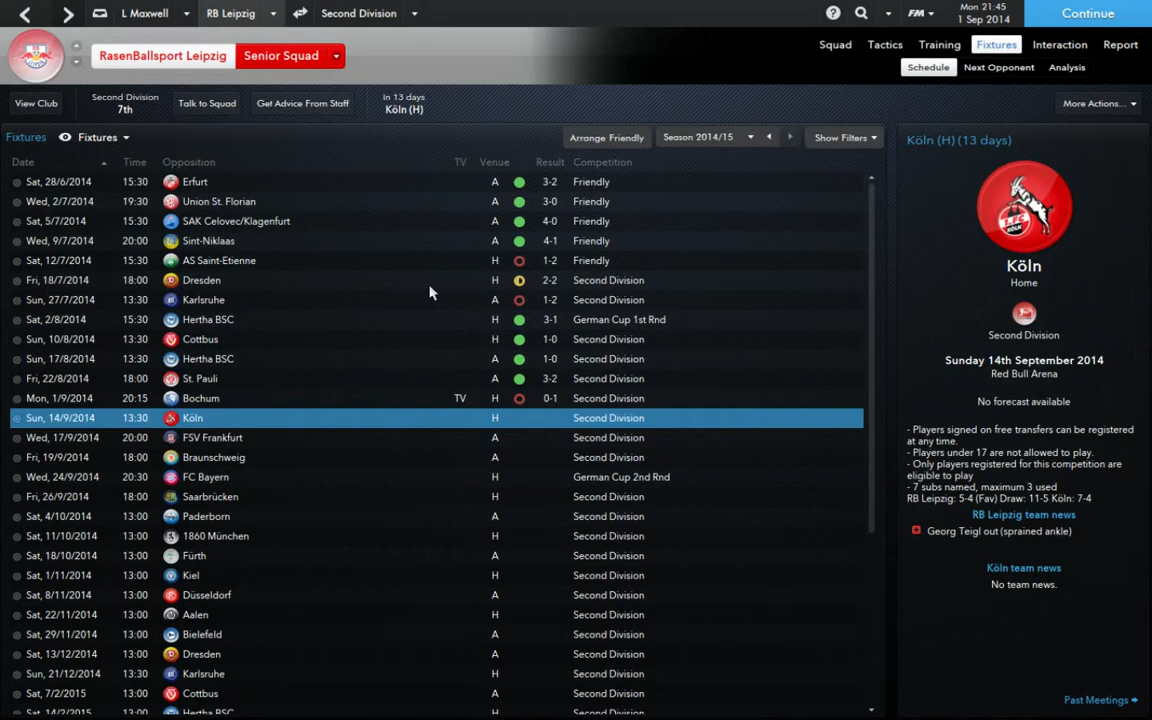 L Maxwell RB Leipzig Second Division ? FM Mon 21:45 1 Sep 2014 Continue
RasenBallsport Leipzig Senior Squad Squad Tactics Training Fixtures Interaction Report
Schedule Next Opponent Analysis
View Club Second Division 7th Talk to Squad Get Advice From Staff In 13 days Köln (H) More Actions...
Fixtures Fixtures Arrange Friendly Season 2014/15 Show Filters
Date Time Opposition TV Venue Result Competition
Sat, 28/6/2014 15:30 Erfurt A 3-2 Friendly
Wed, 2/7/2014 19:30 Union St. Florian A 3-0 Friendly
Sat, 5/7/2014 15:30 SAK Celovec/Klagenfurt A 4-0 Friendly
Wed, 9/7/2014 20:00 Sint-Niklaas A 4-1 Friendly
Sat, 12/7/2014 15:30 AS Saint-Etienne H 1-2 Friendly
Fri, 18/7/2014 18:00 Dresden H 2-2 Second Division
Sun, 27/7/2014 13:30 Karlsruhe A 1-2 Second Division
Sat, 2/8/2014 15:30 Hertha BSC H 3-1 German Cup 1st Rnd
Sun, 10/8/2014 13:30 Cottbus H 1-0 Second Division
Sun, 17/8/2014 13:30 Hertha BSC A 1-0 Second Division
Fri, 22/8/2014 18:00 St. Pauli A 3-2 Second Division
Mon, 1/9/2014 20:15 Bochum TV H 0-1 Second Division
Sun, 14/9/2014 13:30 Köln H Second Division
Wed, 17/9/2014 20:00 FSV Frankfurt A Second Division
Fri, 19/9/2014 18:00 Braunschweig A Second Division
Wed, 24/9/2014 20:30 FC Bayern H German Cup 2nd Rnd
Fri, 26/9/2014 18:00 Saarbrücken H Second Division
Sat, 4/10/2014 13:00 Paderborn A Second Division
Sat, 11/10/2014 13:00 1860 München H Second Division
Sat, 18/10/2014 13:00 Fürth A Second Division
Sat, 1/11/2014 13:00 Kiel H Second Division
Sat, 8/11/2014 13:00 Düsseldorf A Second Division
Sat, 22/11/2014 13:00 Aalen H Second Division
Sat, 29/11/2014 13:00 Bielefeld A Second Division
Sat, 13/12/2014 13:00 Dresden A Second Division
Sun, 21/12/2014 13:30 Karlsruhe H Second Division
Sat, 7/2/2015 13:00 Cottbus A Second Division
Sat, 14/2/2015 13:00 Hertha BSC H Second Division
Köln (H) (13 days)
1.FC KÖLN
Köln
Home
Second Division
Sunday 14th September 2014
Red Bull Arena
No forecast available
- Players signed on free transfers can be registered
at any time.
- Players under 17 are not allowed to play.
- Only players registered for this competition are
eligible to play
- 7 subs named, maximum 3 used
RB Leipzig: 5-4 (Fav) Draw: 11-5 Köln: 7-4
RB Leipzig team news
Georg Teigl out (sprained ankle)
Köln team news
No team news.
Past Meetings